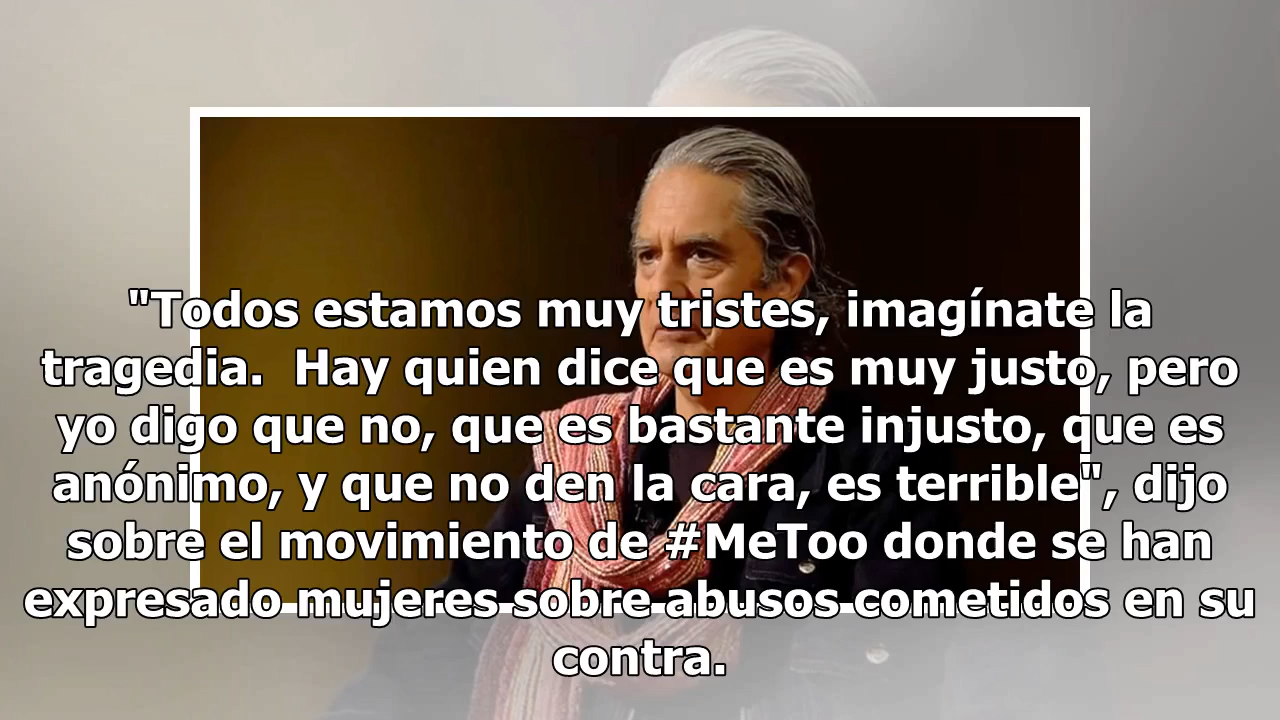 "Todos estamos muy tristes, imagínate la
tragedia.  Hay quien dice que es muy justo, pero
yo digo que no, que es bastante injusto, que es
anónimo, y que no den la cara, es terrible", dijo
sobre el movimiento de #MeToo donde se han
expresado mujeres sobre abusos cometidos en su
contra.